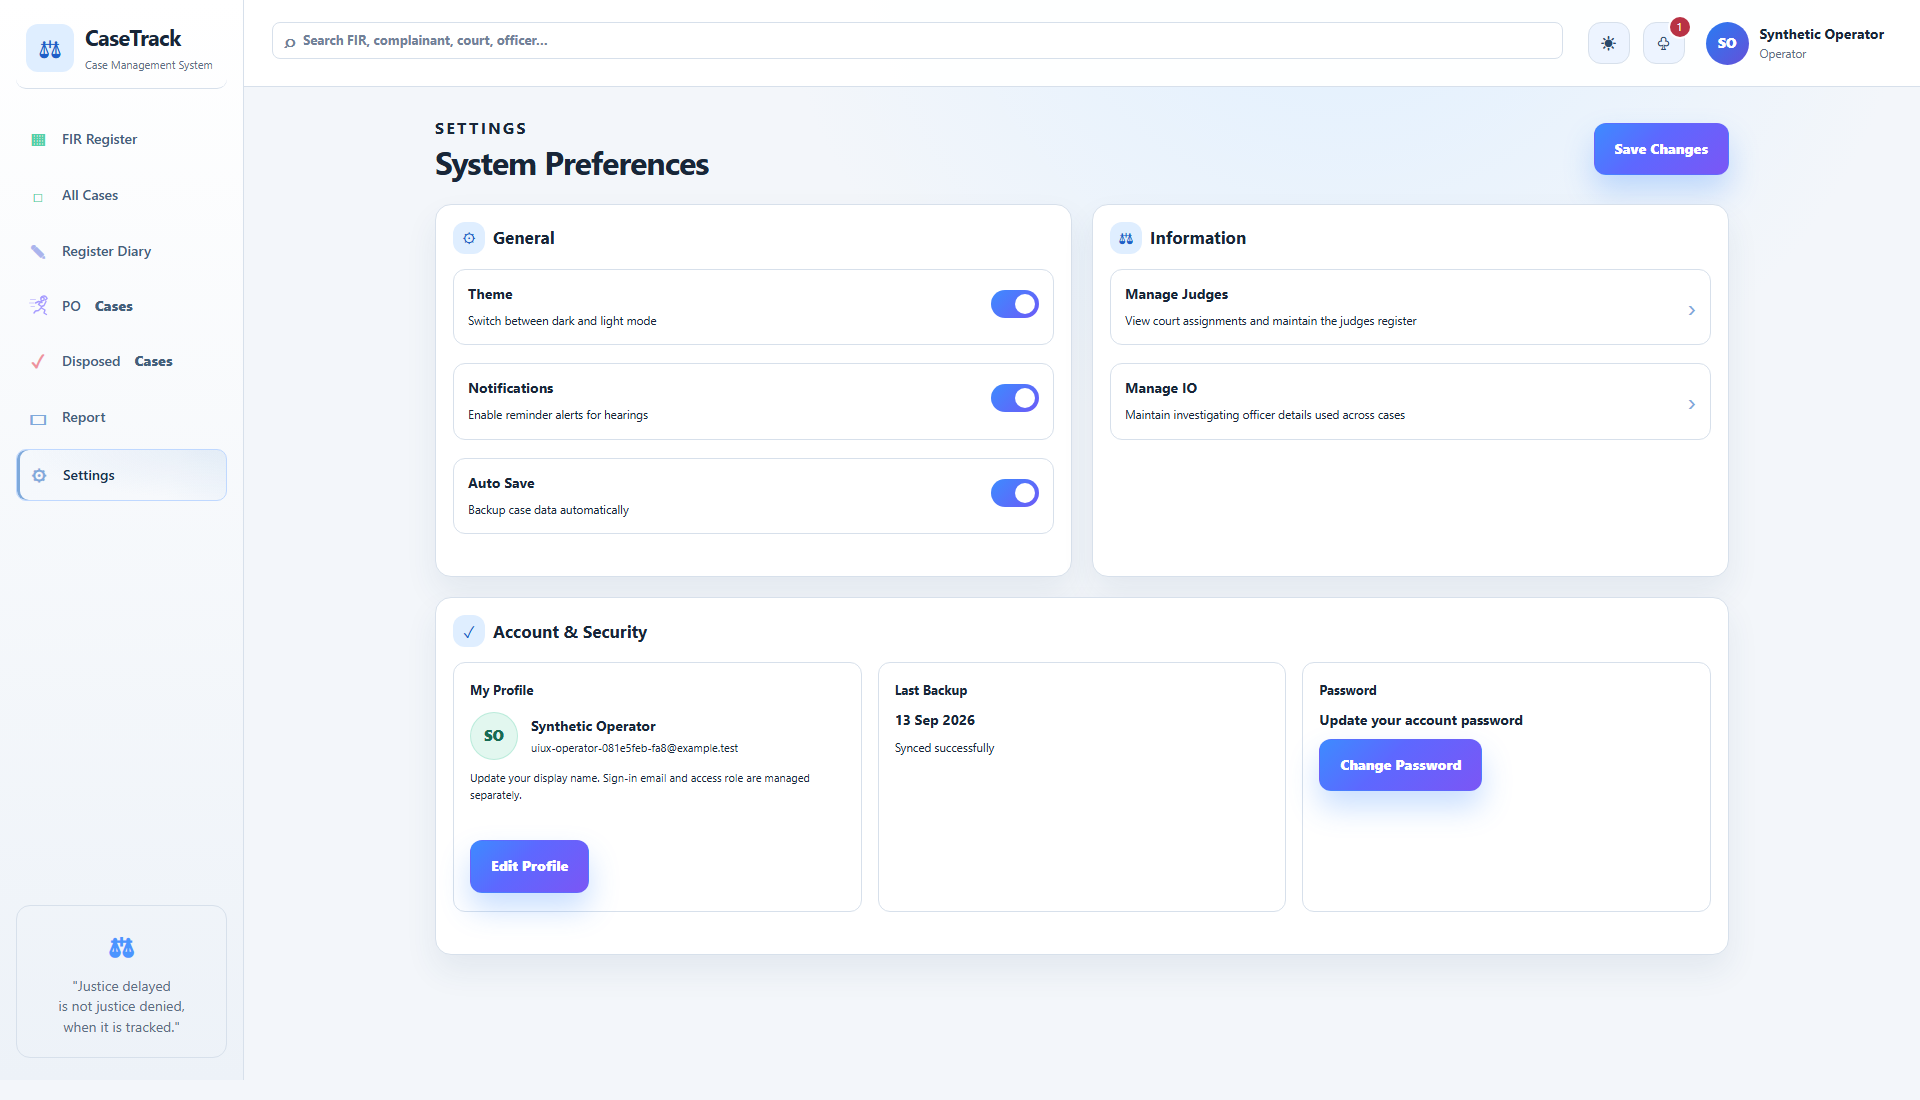 CaseTrack
Case Management System
FIR Register
All Cases
Register Diary
PO Cases
Disposed Cases
Report
Settings
"Justice delayed
is not justice denied,
when it is tracked."
Search FIR, complainant, court, officer...
1
SO
Synthetic Operator
Operator
SETTINGS
System Preferences
Save Changes
General
Theme
Switch between dark and light mode
Notifications
Enable reminder alerts for hearings
Auto Save
Backup case data automatically
Information
Manage Judges
View court assignments and maintain the judges register
Manage IO
Maintain investigating officer details used across cases
Account & Security
My Profile
SO
Synthetic Operator
uiux-operator-081e5feb-fa8@example.test
Update your display name. Sign-in email and access role are managed
separately.
Edit Profile
Last Backup
13 Sep 2026
Synced successfully
Password
Update your account password
Change Password